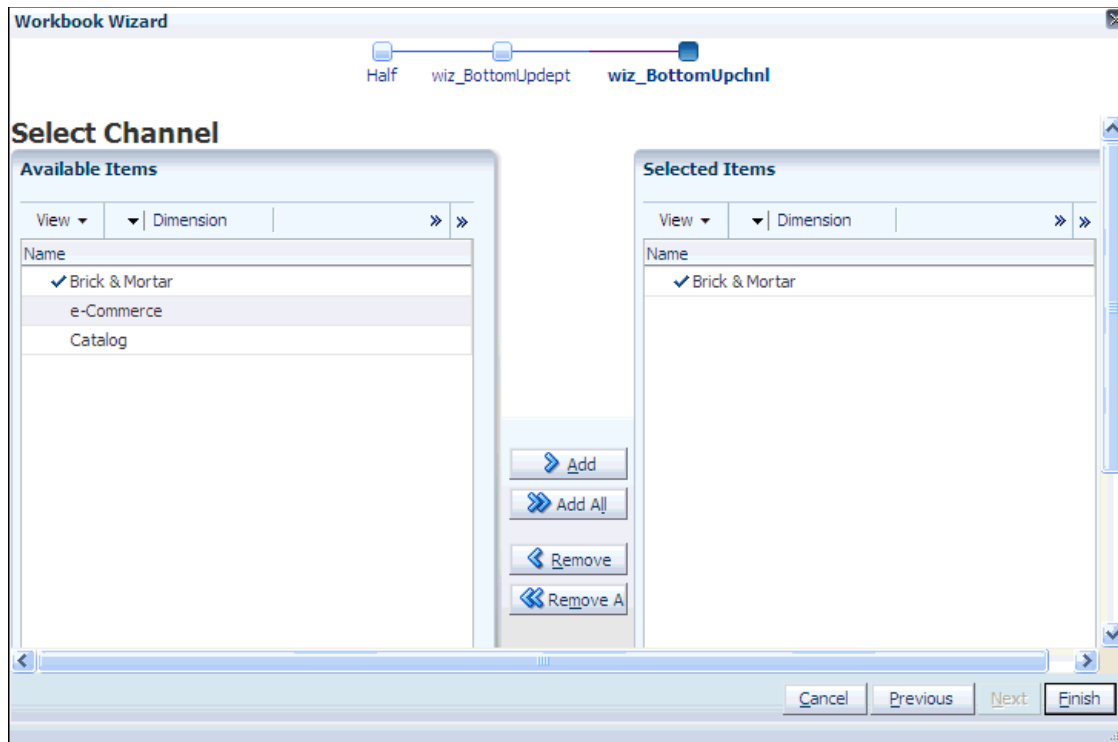 Workbook Wizard
Half wiz_BottomUpdept wiz_BottomUpchnl
Select Channel
Available Items
View Dimension
Name
Brick & Mortar
e-Commerce
Catalog
Add
Add All
Remove
Remove A
Selected Items
View Dimension
Name
Brick & Mortar
Cancel Previous Next Finish